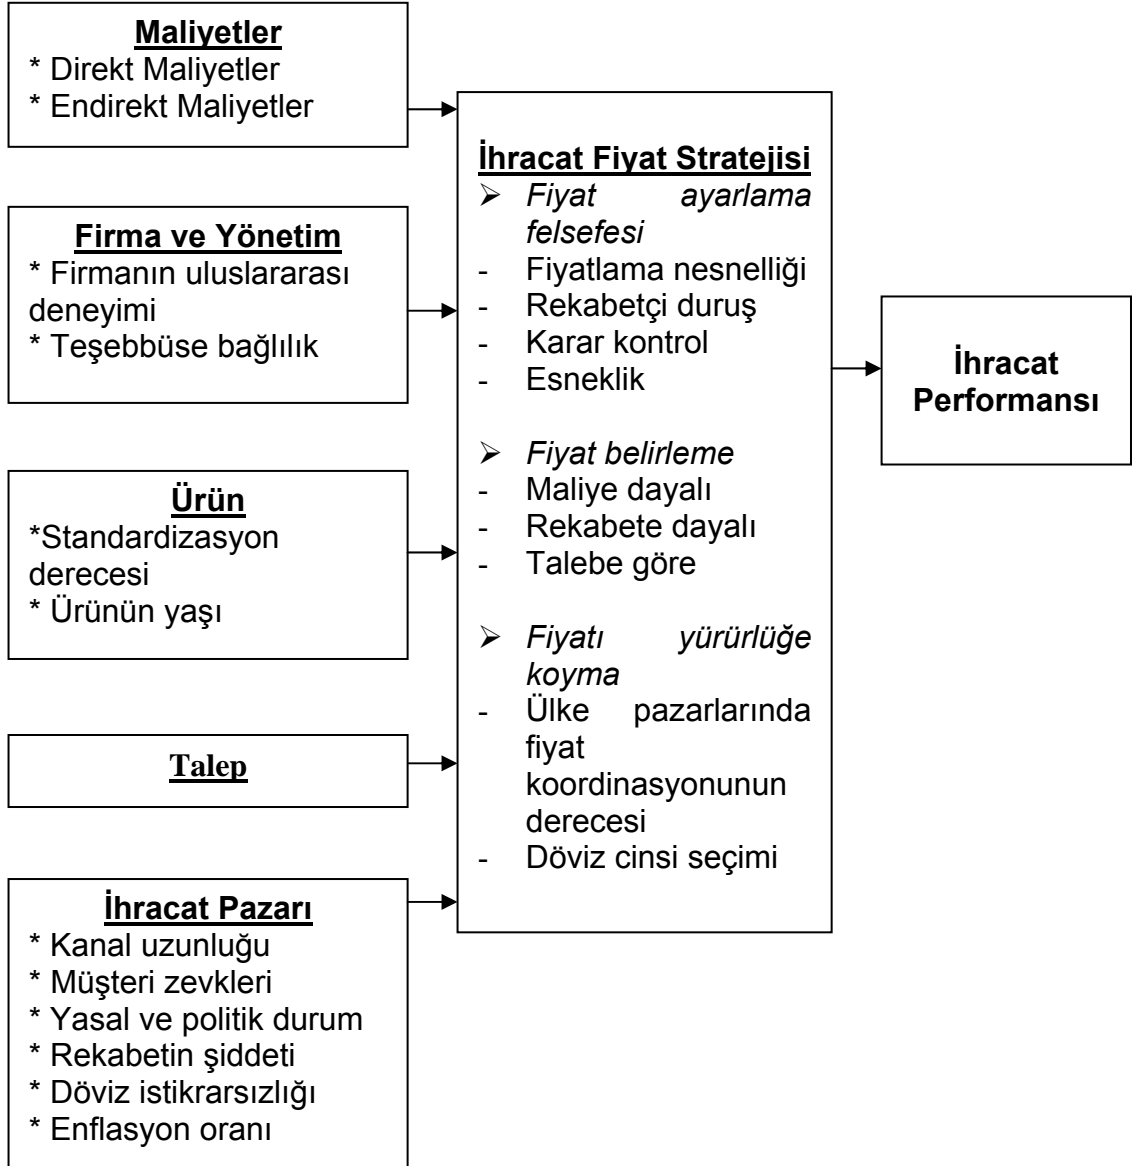 Maliyetler
* Direkt Maliyetler
* Endirekt Maliyetler
Firma ve Yönetim
* Firmanın uluslararası
deneyimi
* Teşebbüse bağlılık
Ürün
*Standardizasyon
derecesi
* Ürünün yaşı
Talep
İhracat Pazarı
* Kanal uzunluğu
* Müşteri zevkleri
* Yasal ve politik durum
* Rekabetin şiddeti
* Döviz istikrarsızlığı
* Enflasyon oranı
İhracat Fiyat Stratejisi
➢ Fiyat ayarlama
felsefesi
- Fiyatlama nesnelliği
- Rekabetçi duruş
- Karar kontrol
- Esneklik
➢ Fiyat belirleme
- Maliye dayalı
- Rekabete dayalı
- Talebe göre
➢ Fiyatı yürürlüğe
koyma
- Ülke pazarlarında
fiyat
koordinasyonunun
derecesi
- Döviz cinsi seçimi
İhracat
Performansı